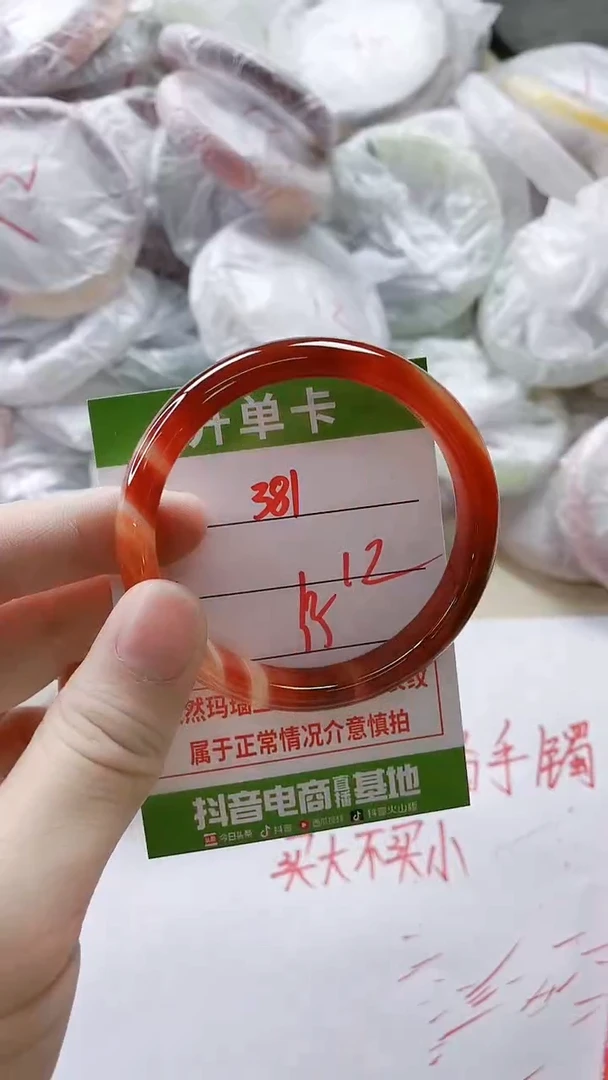 开单卡
381
12
然玛瑙
纹
属于正常情况介意慎拍
抖音电商直播基地
今日头条 抖音 西瓜视频 抖音火山版
手镯
买大不买小